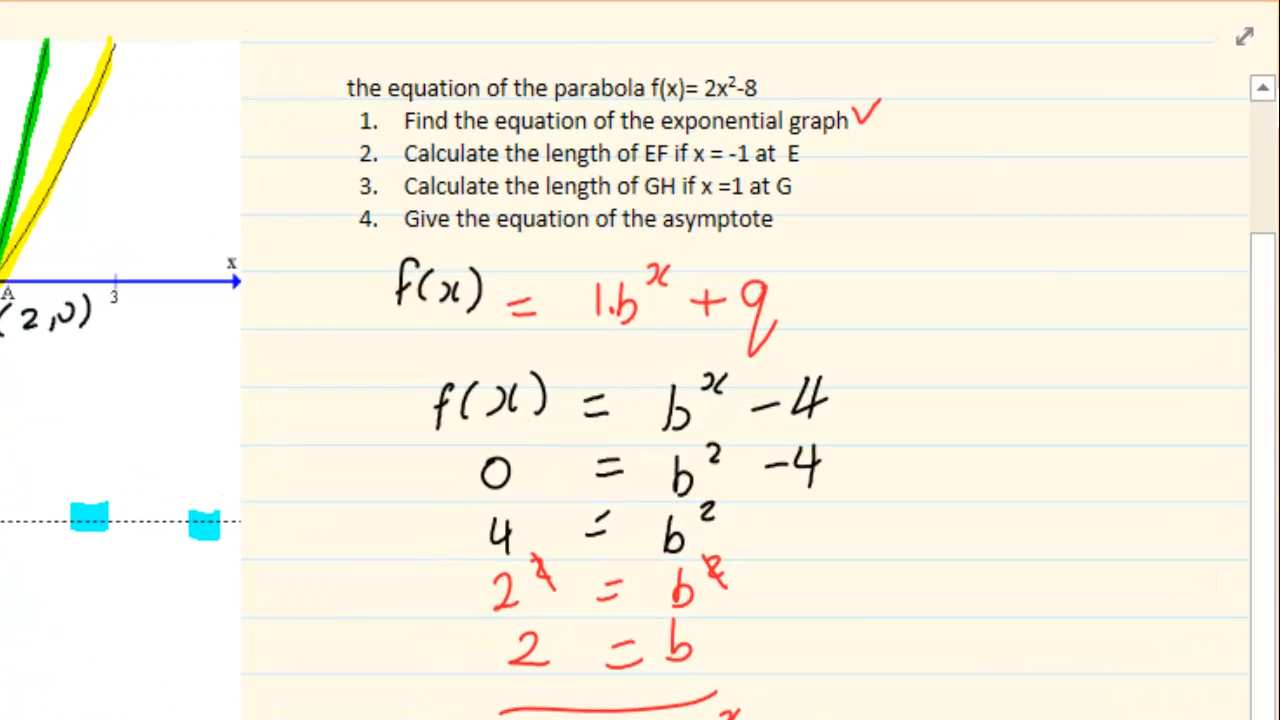 the equation of the parabola f(x)= 2x²-8
1. Find the equation of the exponential graph ✓
2. Calculate the length of EF if x = -1 at E
3. Calculate the length of GH if x =1 at G
4. Give the equation of the asymptote
x
A
3
(2,0)
f(x) = 1.b^x + q
f(x) = b^x - 4
0 = b² - 4
4 = b²
2² = b²
2 = b
x